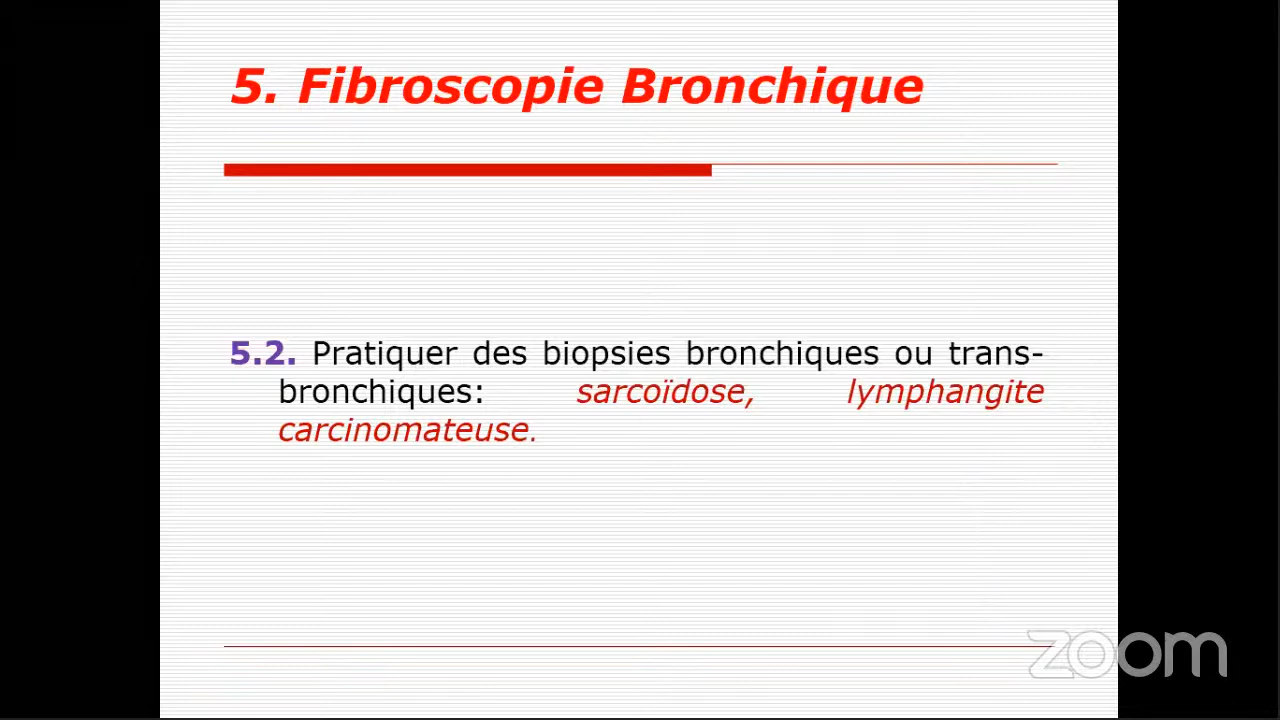 5. Fibroscopie Bronchique
5.2. Pratiquer des biopsies bronchiques ou trans-
bronchiques: sarcoïdose, lymphangite
carcinomateuse.
zoom